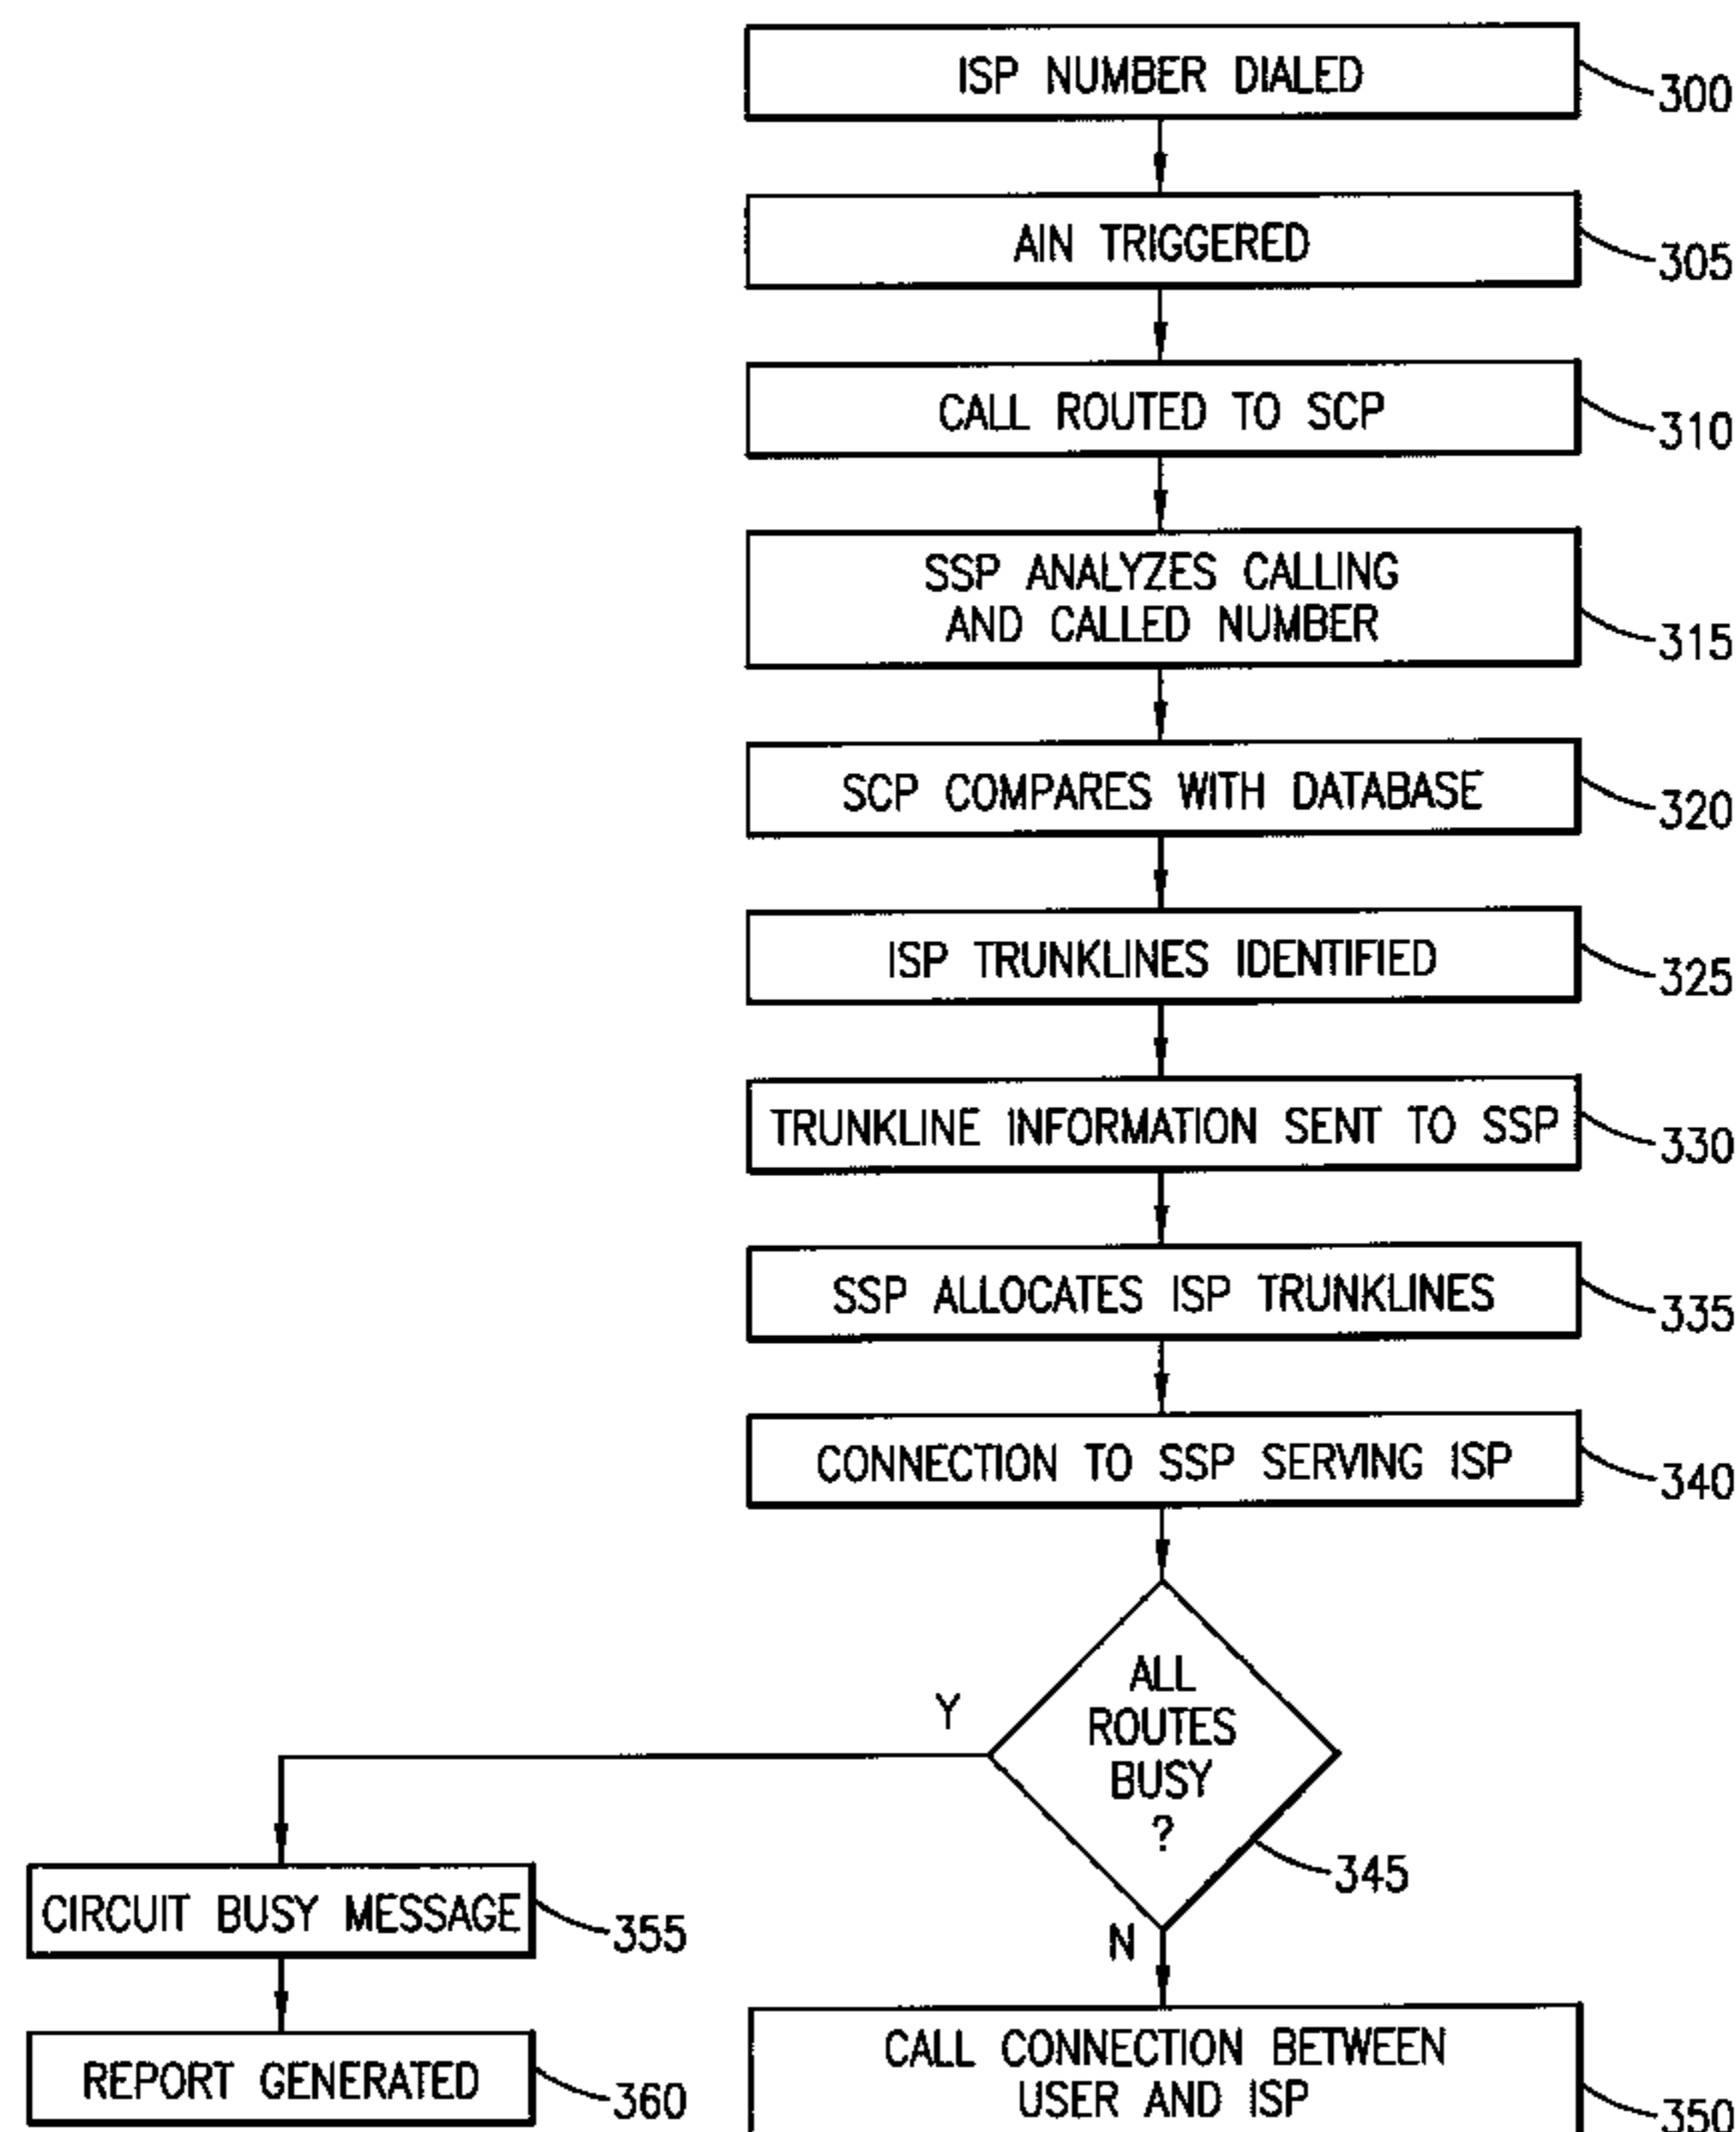 ISP NUMBER DIALED
300
AIN TRIGGERED
305
CALL ROUTED TO SCP
310
SSP ANALYZES CALLING
AND CALLED NUMBER
315
SCP COMPARES WITH DATABASE
320
ISP TRUNKLINES IDENTIFIED
325
TRUNKLINE INFORMATION SENT TO SSP
330
SSP ALLOCATES ISP TRUNKLINES
335
CONNECTION TO SSP SERVING ISP
340
ALL
ROUTES
BUSY
?
345
Y
N
CIRCUIT BUSY MESSAGE
355
REPORT GENERATED
360
CALL CONNECTION BETWEEN
USER AND ISP
350